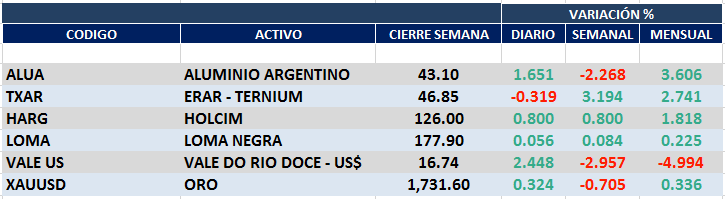 VARIACIÓN %
CODIGO ACTIVO CIERRE SEMANA DIARIO SEMANAL MENSUAL
ALUA ALUMINIO ARGENTINO 43.10 1.651 -2.268 3.606
TXAR ERAR - TERNIUM 46.85 -0.319 3.194 2.741
HARG HOLCIM 126.00 0.800 0.800 1.818
LOMA LOMA NEGRA 177.90 0.056 0.084 0.225
VALE US VALE DO RIO DOCE - US$ 16.74 2.448 -2.957 -4.994
XAUUSD ORO 1,731.60 0.324 -0.705 0.336